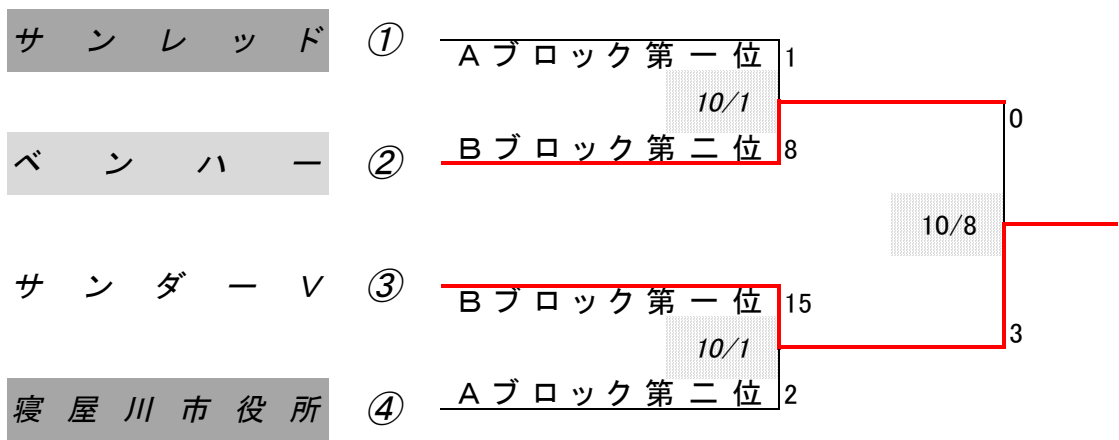 サンレッド ①
Aブロック第一位 1
10/1
0
ベンハー ②
Bブロック第二位 8
10/8
サンダーV ③
Bブロック第一位 15
10/1
3
寝屋川市役所 ④
Aブロック第二位 2